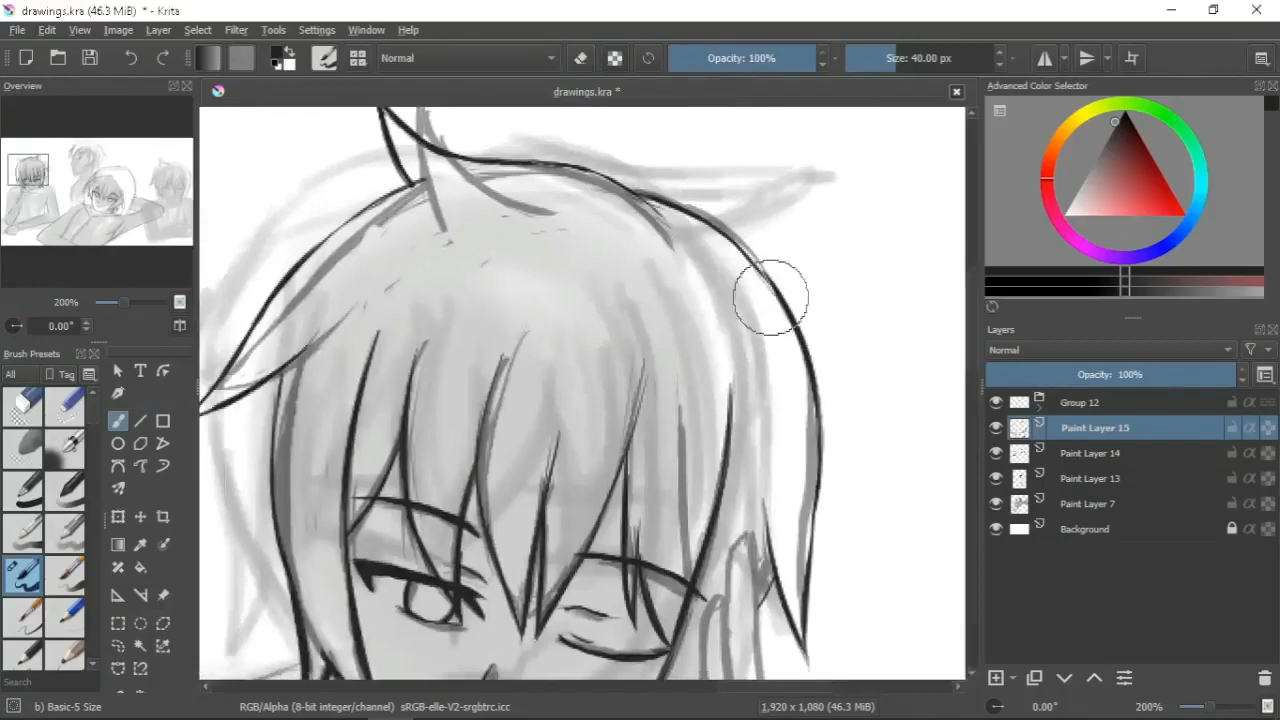 drawings.kra (46.3 MiB) * - Krita
File Edit View Image Layer Select Filter Tools Settings Window Help
Normal Opacity: 100% Size: 40.00 px
Overview
drawings.kra *
Advanced Color Selector
200%
0.00°
Brush Presets
All Tag
Search
Layers
Normal
Opacity: 100%
Group 12
Paint Layer 15
Paint Layer 14
Paint Layer 13
Paint Layer 7
Background
b) Basic-5 Size RGB/Alpha (8-bit integer/channel) sRGB-elle-V2-srgbtrc.icc 1,920 x 1,080 (46.3 MiB) 0.00° 200%